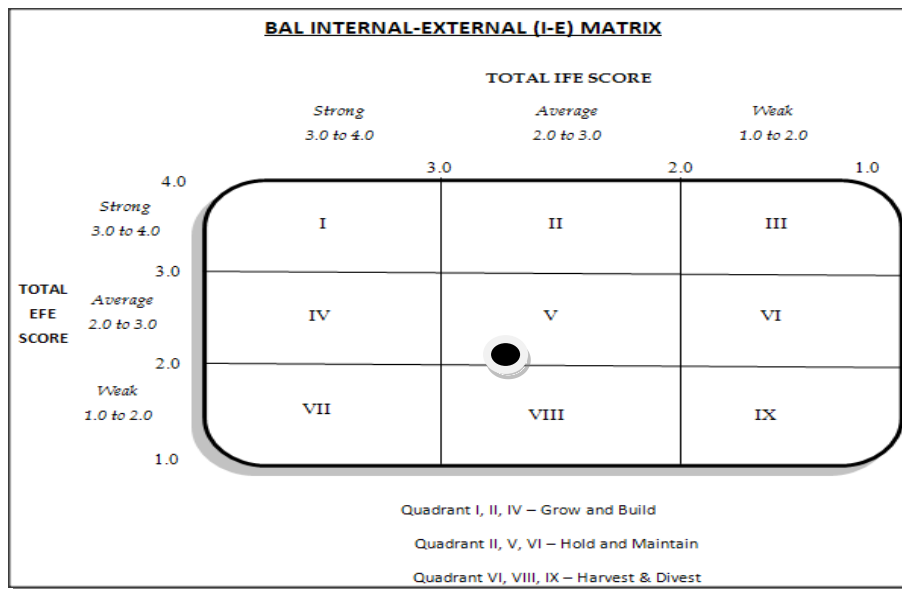 BAL INTERNAL-EXTERNAL (I-E) MATRIX
TOTAL IFE SCORE
Strong
3.0 to 4.0
Average
2.0 to 3.0
Weak
1.0 to 2.0
3.0
2.0
1.0
4.0
Strong
3.0 to 4.0
I
II
III
3.0
TOTAL
EFE
SCORE
Average
2.0 to 3.0
IV
V
VI
2.0
Weak
1.0 to 2.0
VII
VIII
IX
1.0
Quadrant I, II, IV – Grow and Build
Quadrant II, V, VI – Hold and Maintain
Quadrant VI, VIII, IX – Harvest & Divest